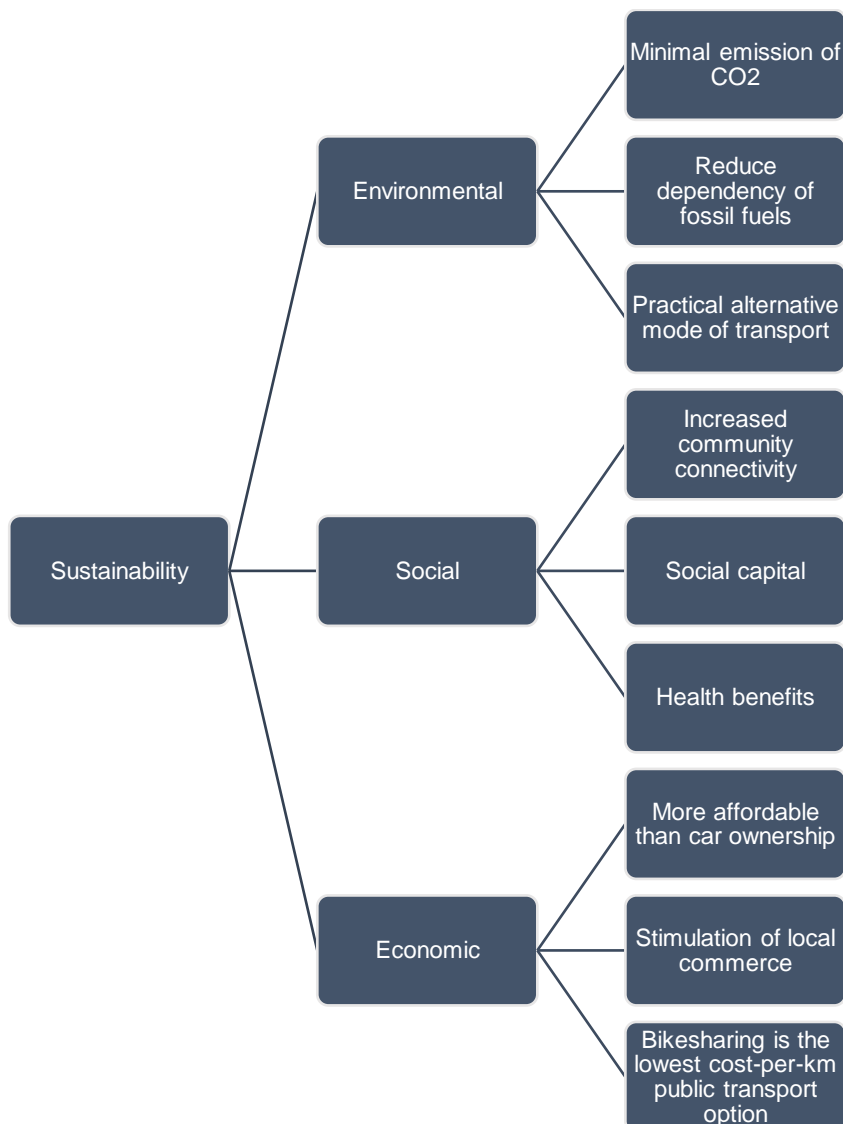 Sustainability
Environmental
Minimal emission of
CO2
Reduce
dependency of
fossil fuels
Practical alternative
mode of transport
Social
Increased
community
connectivity
Social capital
Health benefits
Economic
More affordable
than car ownership
Stimulation of local
commerce
Bikesharing is the
lowest cost-per-km
public transport
option